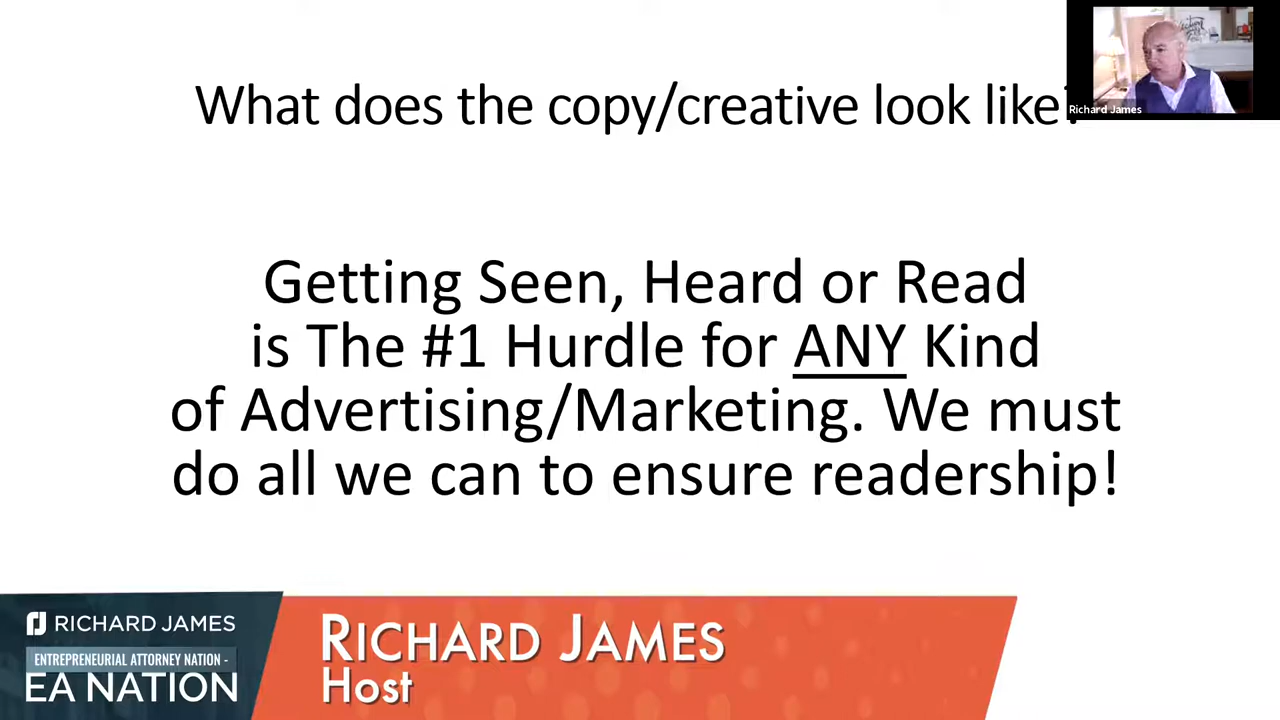 What does the copy/creative look like?
Richard James
Getting Seen, Heard or Read
is The #1 Hurdle for ANY Kind
of Advertising/Marketing. We must
do all we can to ensure readership!
RICHARD JAMES
ENTREPRENEURIAL ATTORNEY NATION -
EA NATION
RICHARD JAMES
Host